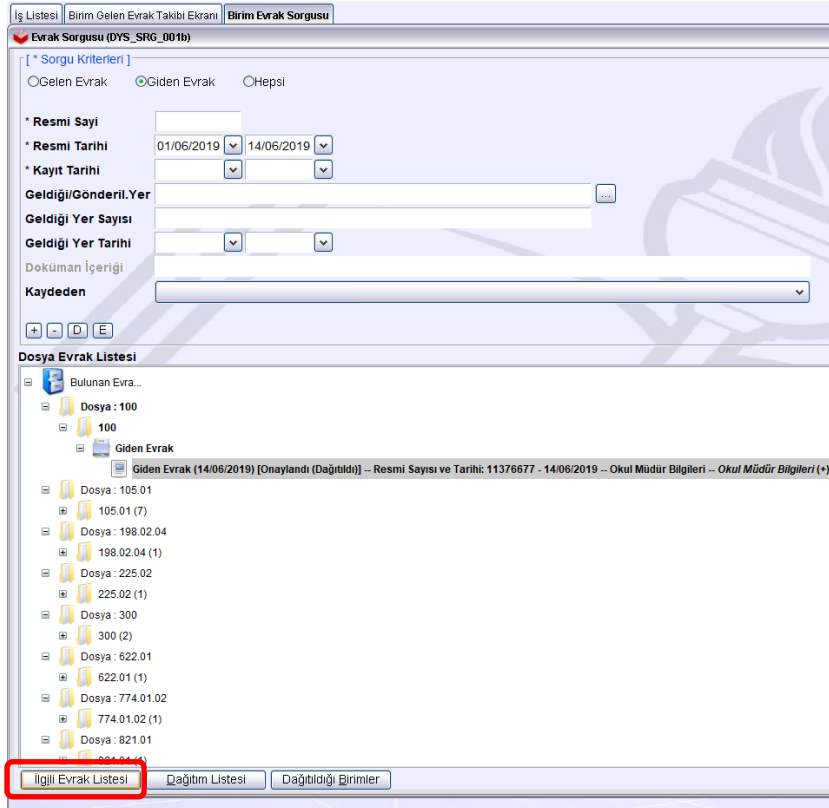 İş Listesi Birim Gelen Evrak Takibi Ekranı Birim Evrak Sorgusu
Evrak Sorgusu (DYS_SRG_001b)
[ * Sorgu Kriterleri ]
Gelen Evrak Giden Evrak Hepsi
* Resmi Sayi
* Resmi Tarihi 01/06/2019 14/06/2019
* Kayıt Tarihi
Geldiği/Gönderil.Yer ...
Geldiği Yer Sayısı
Geldiği Yer Tarihi
Doküman İçeriği
Kaydeden
+ - D E
Dosya Evrak Listesi
Bulunan Evra...
Dosya : 100
100
Giden Evrak
Giden Evrak (14/06/2019) [Onaylandı (Dağıtıldı)] -- Resmi Sayısı ve Tarihi: 11376677 - 14/06/2019 -- Okul Müdür Bilgileri -- Okul Müdür Bilgileri (+)
Dosya : 105.01
105.01 (7)
Dosya : 198.02.04
198.02.04 (1)
Dosya : 225.02
225.02 (1)
Dosya : 300
300 (2)
Dosya : 622.01
622.01 (1)
Dosya : 774.01.02
774.01.02 (1)
Dosya : 821.01
821.01 (1)
İlgili Evrak Listesi Dağıtım Listesi Dağıtıldığı Birimler